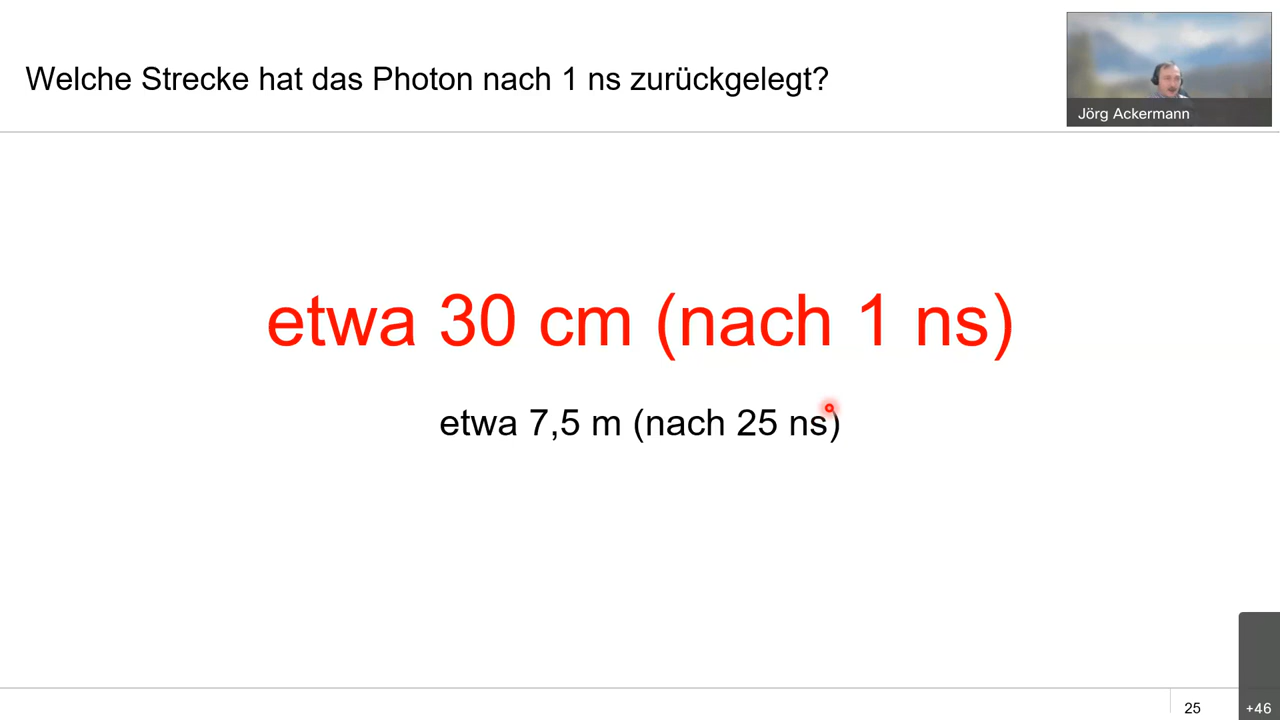 Welche Strecke hat das Photon nach 1 ns zurückgelegt?
Jörg Ackermann
etwa 30 cm (nach 1 ns)
etwa 7,5 m (nach 25 ns)
25
+46